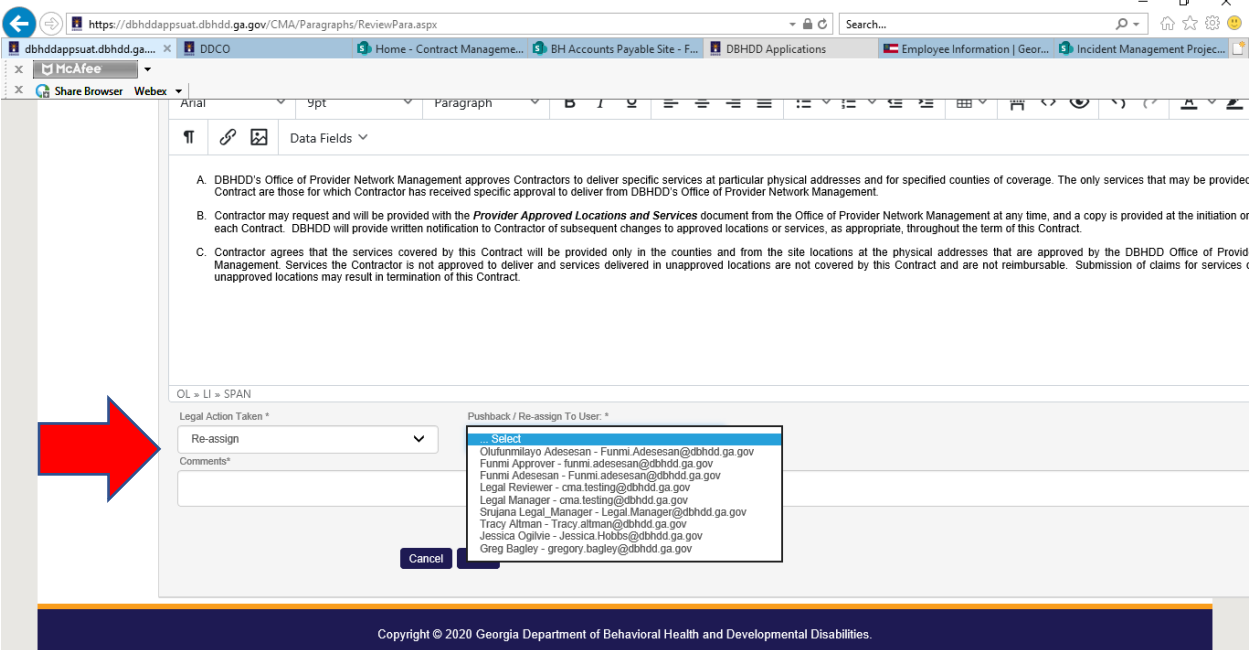 https://dbhddappsuat.dbhdd.ga.gov/CMA/Paragraphs/ReviewPara.aspx
Search...
dbhddappsuat.dbhdd.ga.... × DDCO Home - Contract Manageme... BH Accounts Payable Site - F... DBHDD Applications Employee Information | Geor... Incident Management Projec...
x McAfee
x Share Browser Webex
Arial 9pt Paragraph B I U A
¶ Data Fields
A. DBHDD's Office of Provider Network Management approves Contractors to deliver specific services at particular physical addresses and for specified counties of coverage. The only services that may be provided
Contract are those for which Contractor has received specific approval to deliver from DBHDD's Office of Provider Network Management.
B. Contractor may request and will be provided with the Provider Approved Locations and Services document from the Office of Provider Network Management at any time, and a copy is provided at the initiation or
each Contract. DBHDD will provide written notification to Contractor of subsequent changes to approved locations or services, as appropriate, throughout the term of this Contract.
C. Contractor agrees that the services covered by this Contract will be provided only in the counties and from the site locations at the physical addresses that are approved by the DBHDD Office of Provid
Management. Services the Contractor is not approved to deliver and services delivered in unapproved locations are not covered by this Contract and are not reimbursable. Submission of claims for services
unapproved locations may result in termination of this Contract.
OL » LI » SPAN
Legal Action Taken * Pushback / Re-assign To User: *
Re-assign
... Select
Olufunmilayo Adesesan - Funmi.Adesesan@dbhdd.ga.gov
Comments*
Funmi Approver - funmi.adesesan@dbhdd.ga.gov
Funmi Adesesan - Funmi.adesesan@dbhdd.ga.gov
Legal Reviewer - cma.testing@dbhdd.ga.gov
Legal Manager - cma.testing@dbhdd.ga.gov
Srujana Legal_Manager - Legal.Manager@dbhdd.ga.gov
Tracy Altman - Tracy.altman@dbhdd.ga.gov
Jessica Ogilvie - Jessica.Hobbs@dbhdd.ga.gov
Greg Bagley - gregory.bagley@dbhdd.ga.gov
Cancel
Copyright © 2020 Georgia Department of Behavioral Health and Developmental Disabilities.